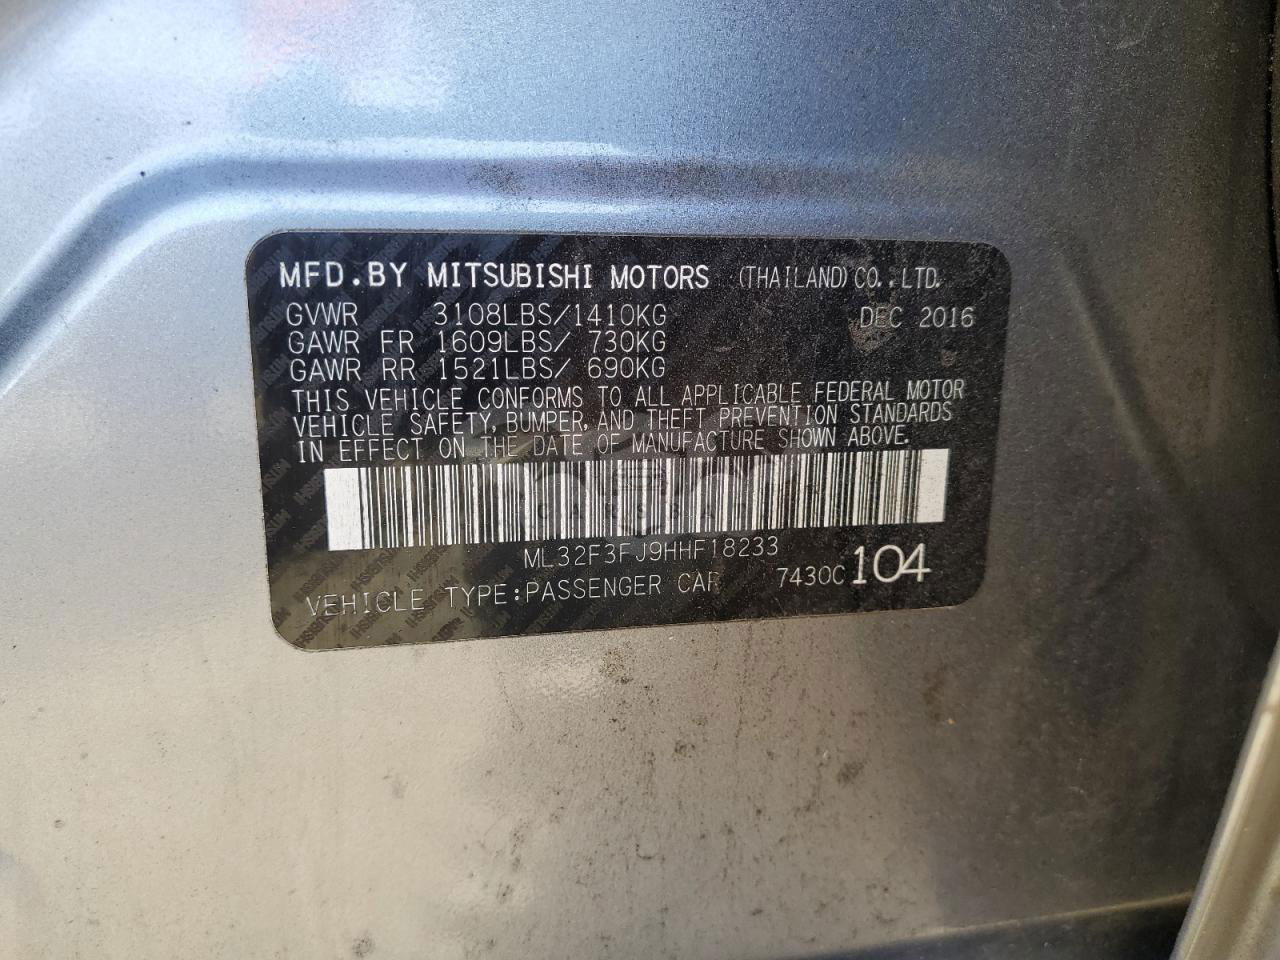 MFD.BY MITSUBISHI MOTORS (THAILAND)CO.,LTD.
GVWR 3108LBS/1410KG DEC 2016
GAWR FR 1609LBS/ 730KG
GAWR RR 1521LBS/ 690KG
THIS VEHICLE CONFORMS TO ALL APPLICABLE FEDERAL MOTOR
VEHICLE SAFETY, BUMPER, AND THEFT PREVENTION STANDARDS
IN EFFECT ON THE DATE OF MANUFACTURE SHOWN ABOVE.
ML32F3FJ9HHF18233
VEHICLE TYPE:PASSENGER CAR 7430C 104